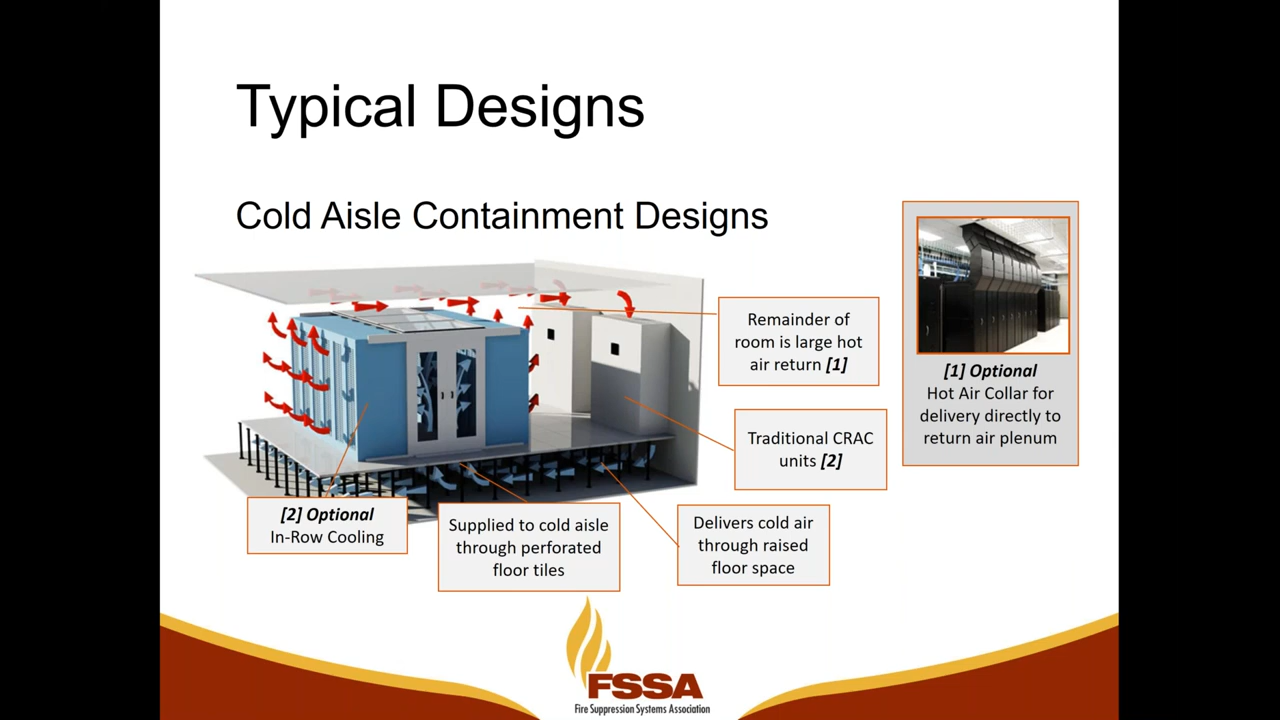 Typical Designs
Cold Aisle Containment Designs
Remainder of
room is large hot
air return [1]
Traditional CRAC
units [2]
[1] Optional
Hot Air Collar for
delivery directly to
return air plenum
[2] Optional
In-Row Cooling
Supplied to cold aisle
through perforated
floor tiles
Delivers cold air
through raised
floor space
FSSA
Fire Suppression Systems Association